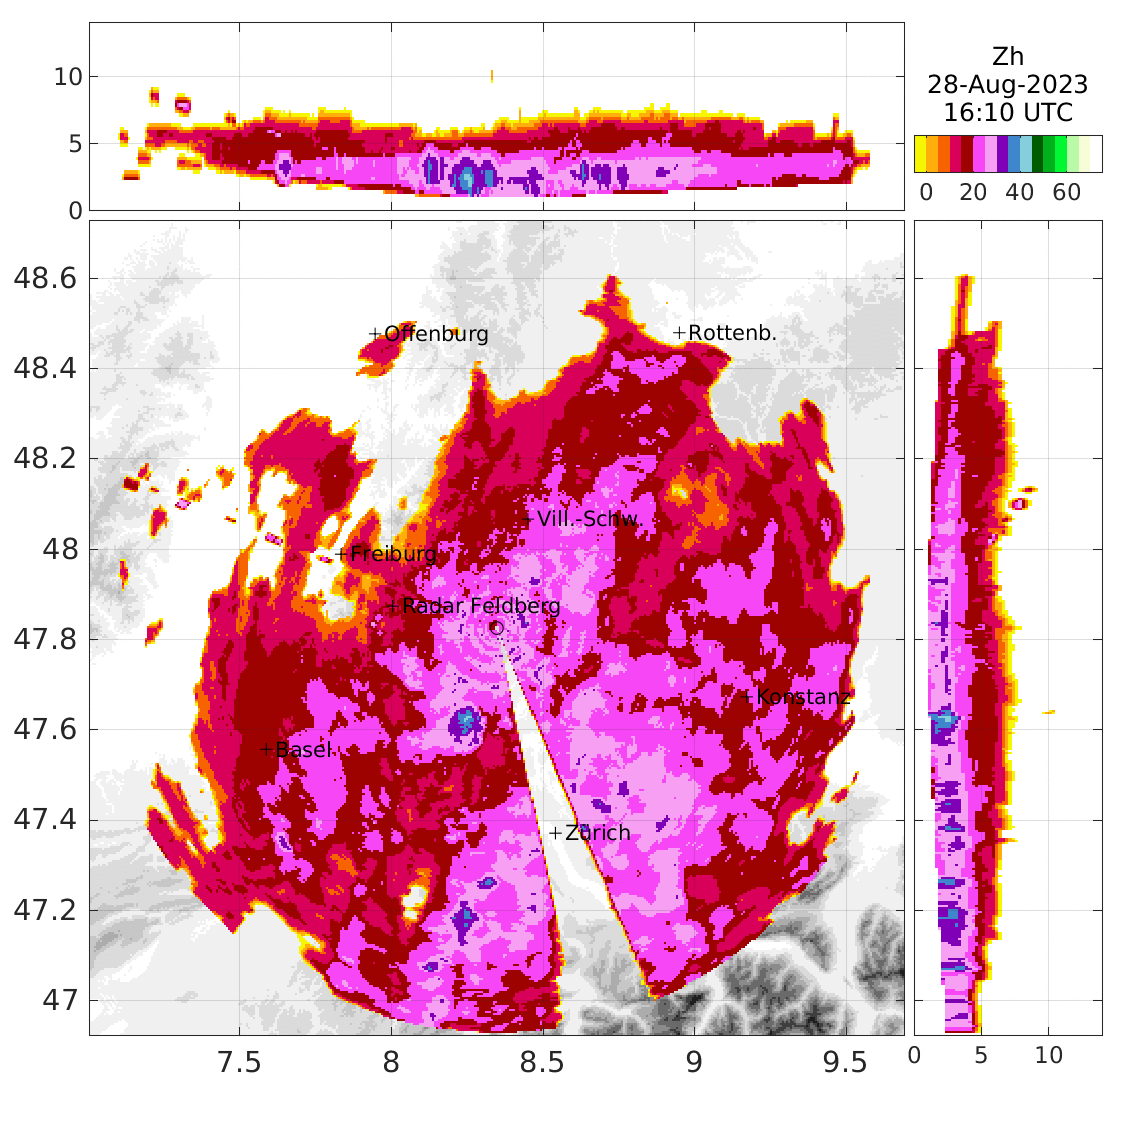 10
5
0
Zh
28-Aug-2023
16:10 UTC
0
20
40
60
48.6
48.4
48.2
48
47.8
47.6
47.4
47.2
47
+Offenburg
+Rottenb.
+Vill.-Schw.
+Freiburg
+Radar Feldberg
+Konstanz
+Basel
+Zürich
7.5
8
8.5
9
9.5
0
5
10